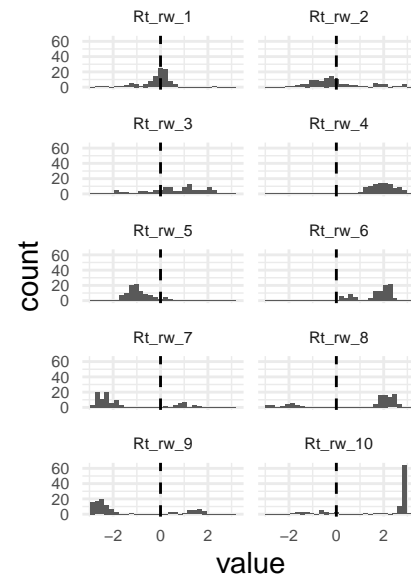 Rt_rw_1 Rt_rw_2
60
40
20
0
Rt_rw_3 Rt_rw_4
60
40
20
0
Rt_rw_5 Rt_rw_6
60
40
20
0
Rt_rw_7 Rt_rw_8
60
40
20
0
Rt_rw_9 Rt_rw_10
60
40
20
0
−2 0 2 −2 0 2
count
value